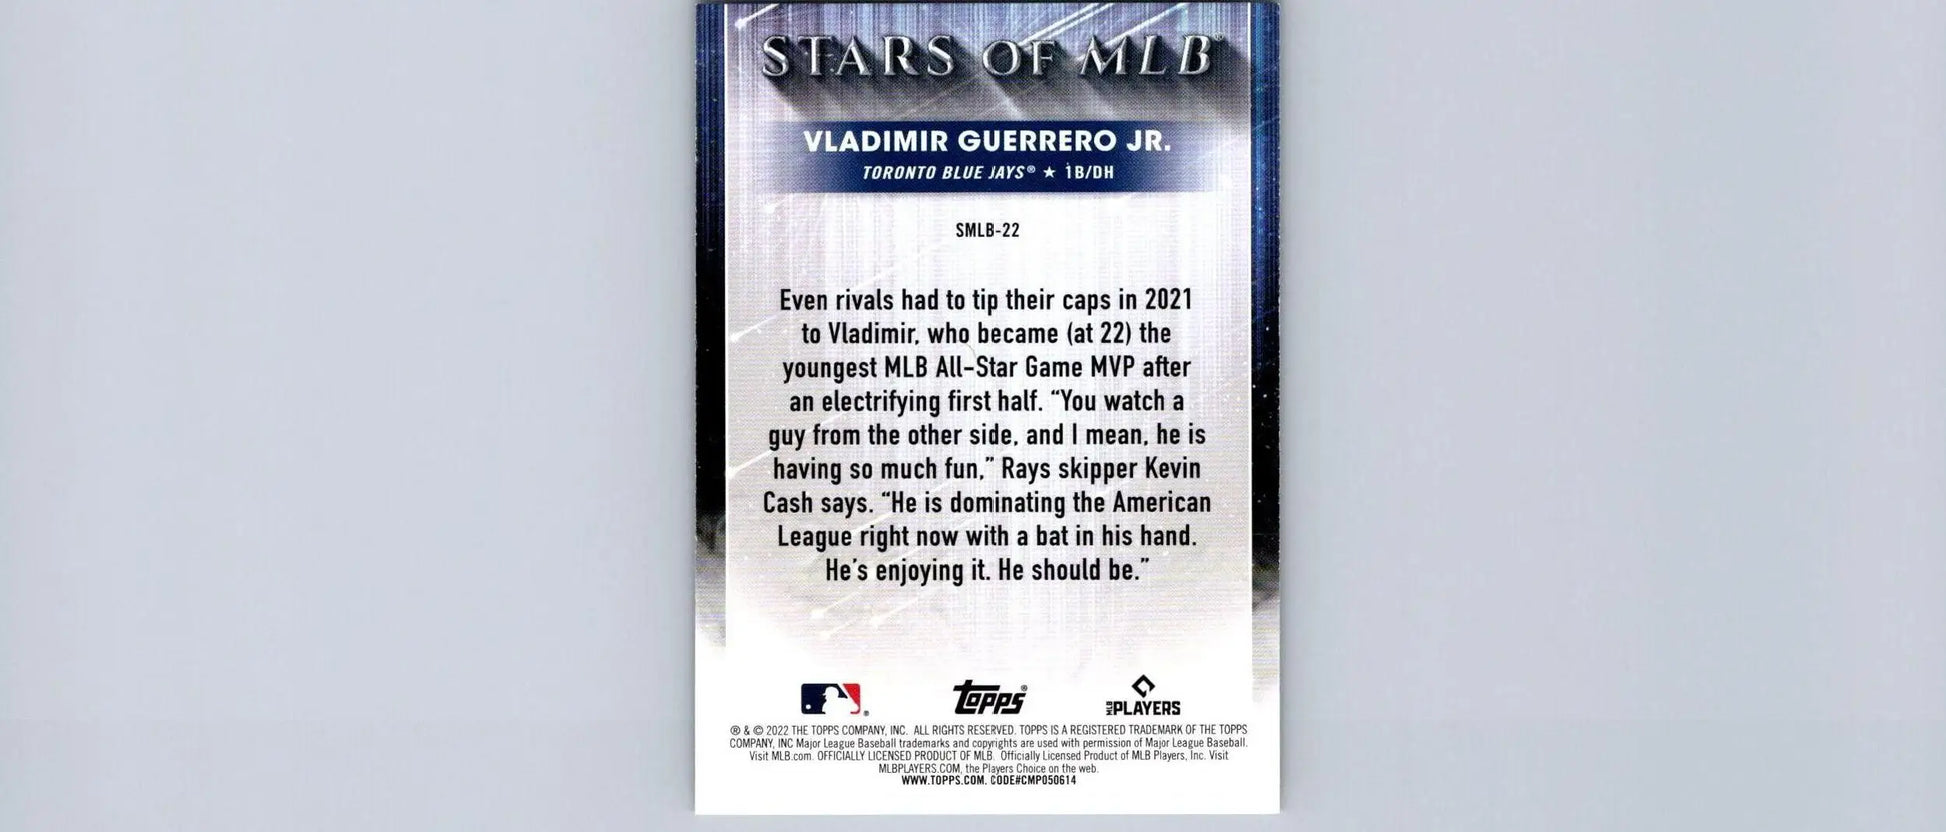 STARS OF MLB®
VLADIMIR GUERRERO JR.
TORONTO BLUE JAYS® ★ 1B/DH
SMLB-22
Even rivals had to tip their caps in 2021
to Vladimir, who became (at 22) the
youngest MLB All-Star Game MVP after
an electrifying first half. “You watch a
guy from the other side, and I mean, he is
having so much fun,” Rays skipper Kevin
Cash says. “He is dominating the American
League right now with a bat in his hand.
He’s enjoying it. He should be.”
topps®
MLB PLAYERS
® & © 2022 THE TOPPS COMPANY, INC. ALL RIGHTS RESERVED. TOPPS IS A REGISTERED TRADEMARK OF THE TOPPS
COMPANY, INC Major League Baseball trademarks and copyrights are used with permission of Major League Baseball.
Visit MLB.com. OFFICIALLY LICENSED PRODUCT OF MLB. Officially Licensed Product of MLB Players, Inc. Visit
MLBPLAYERS.COM, the Players Choice on the web.
WWW.TOPPS.COM. CODE#CMP050614